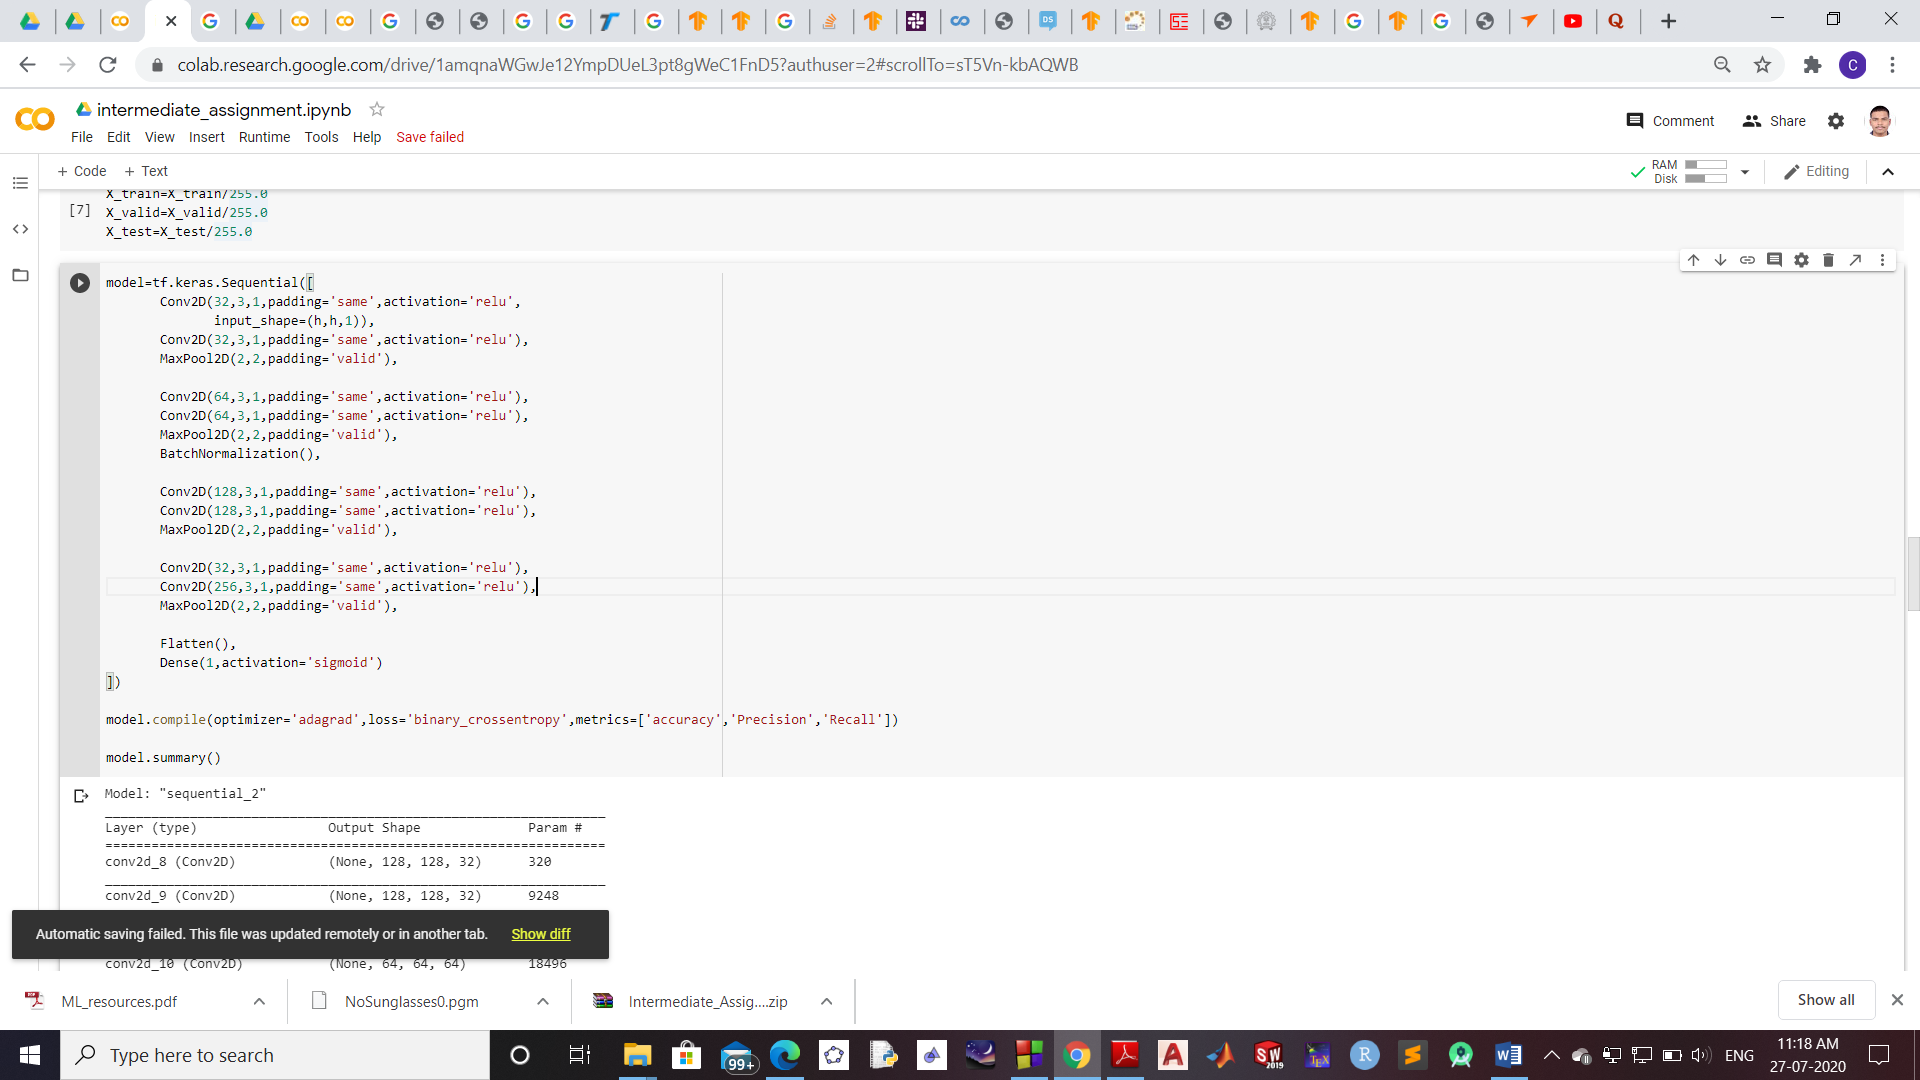 colab.research.google.com/drive/1amqnaWGwJe12YmpDUeL3pt8gWeC1FnD5?authuser=2#scrollTo=sT5Vn-kbAQWB
C
intermediate_assignment.ipynb
File Edit View Insert Runtime Tools Help Save failed
Comment Share
+ Code + Text
RAM
Disk
Editing
X_train=X_train/255.0
[7] X_valid=X_valid/255.0
X_test=X_test/255.0
model=tf.keras.Sequential([
Conv2D(32,3,1,padding='same',activation='relu',
input_shape=(h,h,1)),
Conv2D(32,3,1,padding='same',activation='relu'),
MaxPool2D(2,2,padding='valid'),
Conv2D(64,3,1,padding='same',activation='relu'),
Conv2D(64,3,1,padding='same',activation='relu'),
MaxPool2D(2,2,padding='valid'),
BatchNormalization(),
Conv2D(128,3,1,padding='same',activation='relu'),
Conv2D(128,3,1,padding='same',activation='relu'),
MaxPool2D(2,2,padding='valid'),
Conv2D(32,3,1,padding='same',activation='relu'),
Conv2D(256,3,1,padding='same',activation='relu'),
MaxPool2D(2,2,padding='valid'),
Flatten(),
Dense(1,activation='sigmoid')
])
model.compile(optimizer='adagrad',loss='binary_crossentropy',metrics=['accuracy','Precision','Recall'])
model.summary()
Model: "sequential_2"
Layer (type) Output Shape Param #
=================================================================
conv2d_8 (Conv2D) (None, 128, 128, 32) 320
conv2d_9 (Conv2D) (None, 128, 128, 32) 9248
Automatic saving failed. This file was updated remotely or in another tab. Show diff
conv2d_10 (Conv2D) (None, 64, 64, 64) 18496
ML_resources.pdf NoSunglasses0.pgm Intermediate_Assig....zip Show all
Type here to search
99+
SW 2019
ENG
11:18 AM
27-07-2020